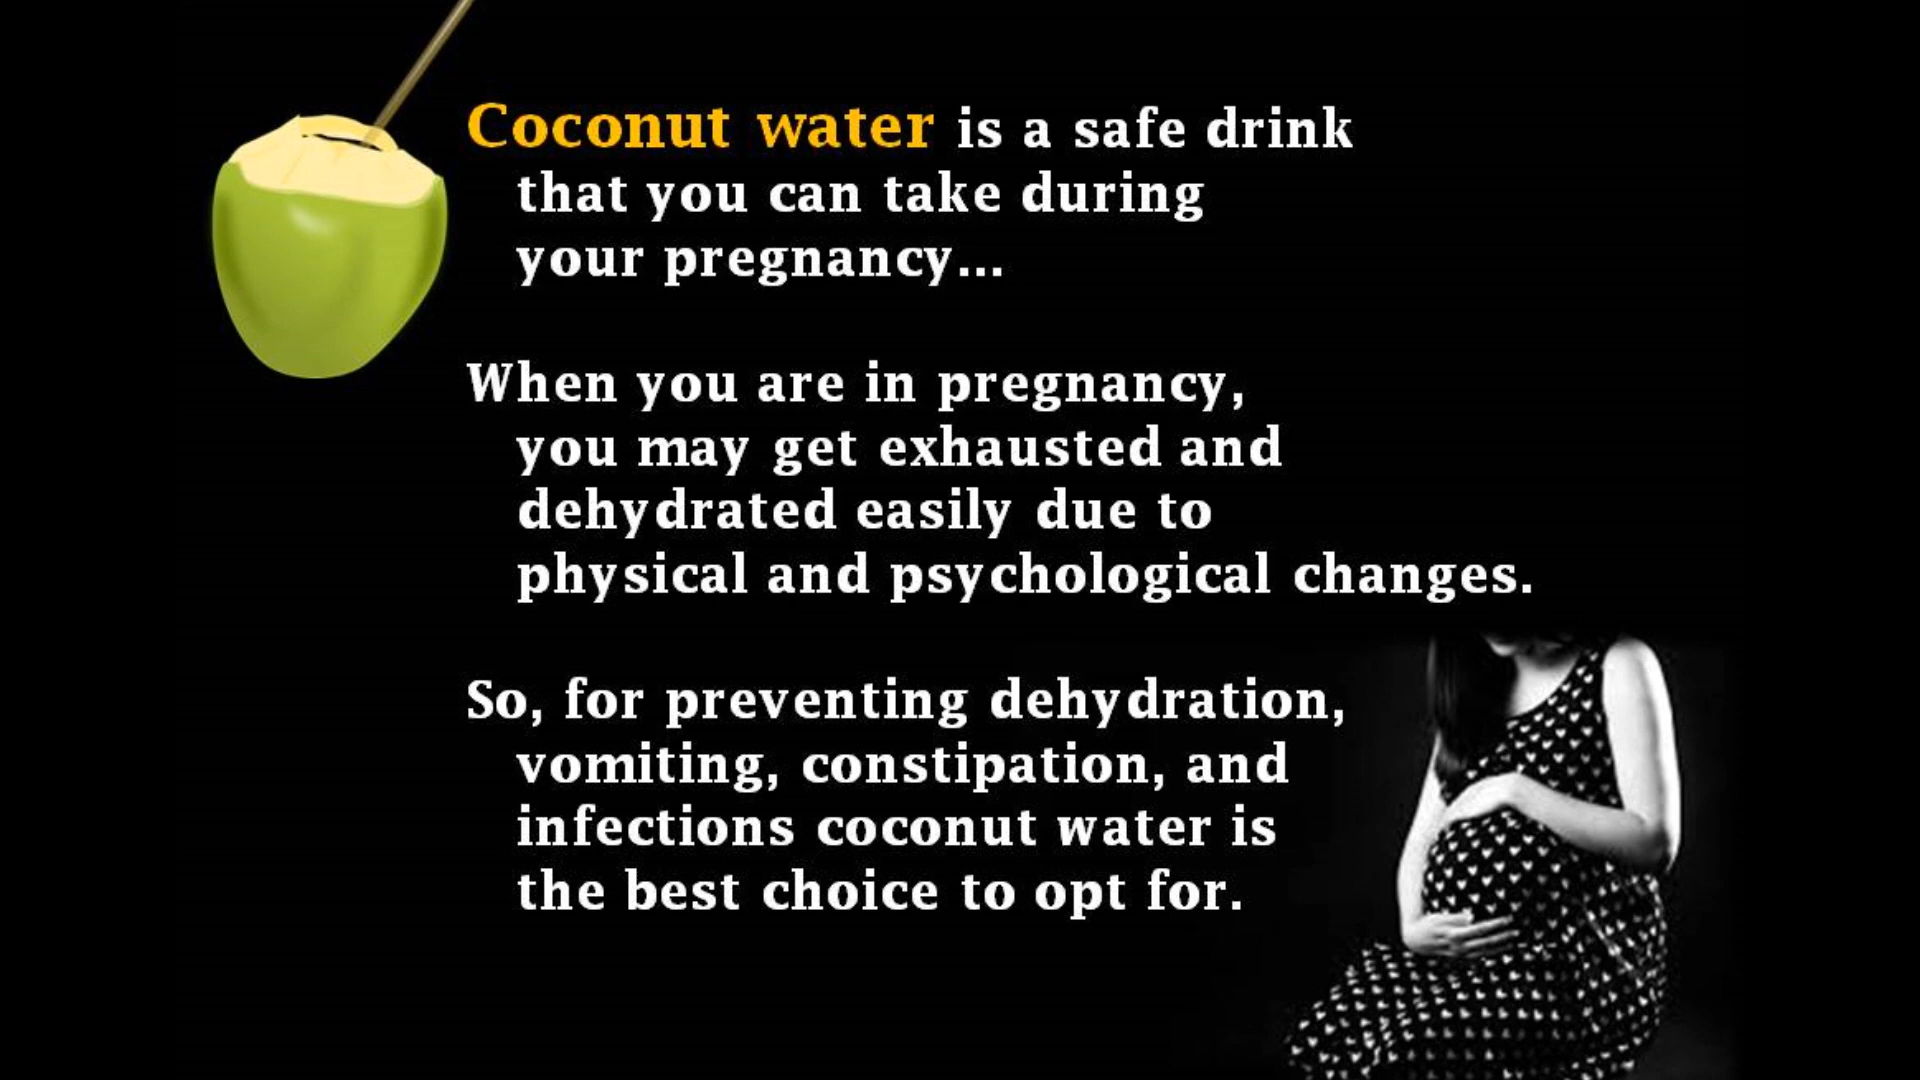 Coconut water is a safe drink
that you can take during
your pregnancy...
When you are in pregnancy,
you may get exhausted and
dehydrated easily due to
physical and psychological changes.
So, for preventing dehydration,
vomiting, constipation, and
infections coconut water is
the best choice to opt for.